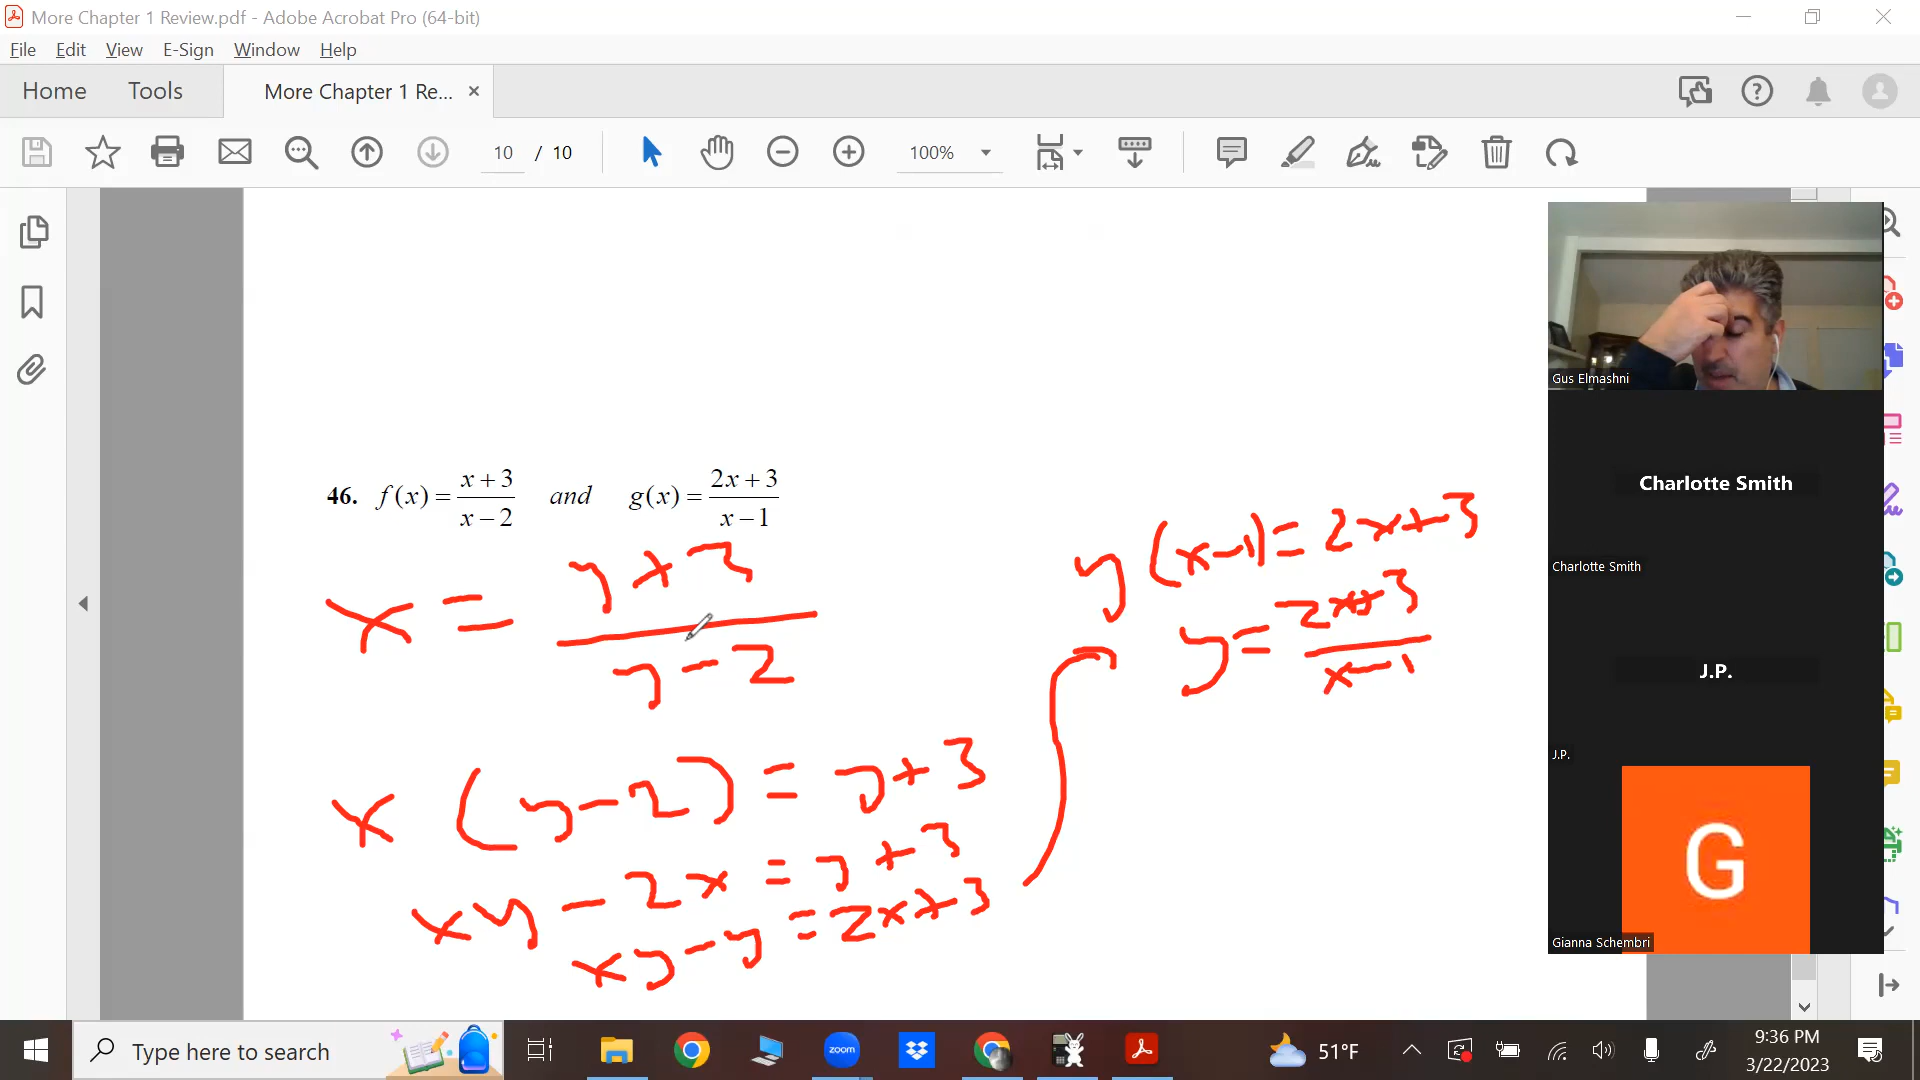 More Chapter 1 Review.pdf - Adobe Acrobat Pro (64-bit)
File Edit View E-Sign Window Help
Home Tools More Chapter 1 Re... ×
10 / 10 100%
46. f(x) = (x + 3)/(x − 2) and g(x) = (2x + 3)/(x − 1)
x = (y + 3)/(y − 2)
x (y − 2) = y + 3
xy − 2x = y + 3
xy − y = 2x + 3
y (x − 1) = 2x + 3
y = (2x + 3)/(x − 1)
Gus Elmashni
Charlotte Smith
Charlotte Smith
J.P.
J.P.
G
Gianna Schembri
Type here to search
zoom
51°F
9:36 PM
3/22/2023